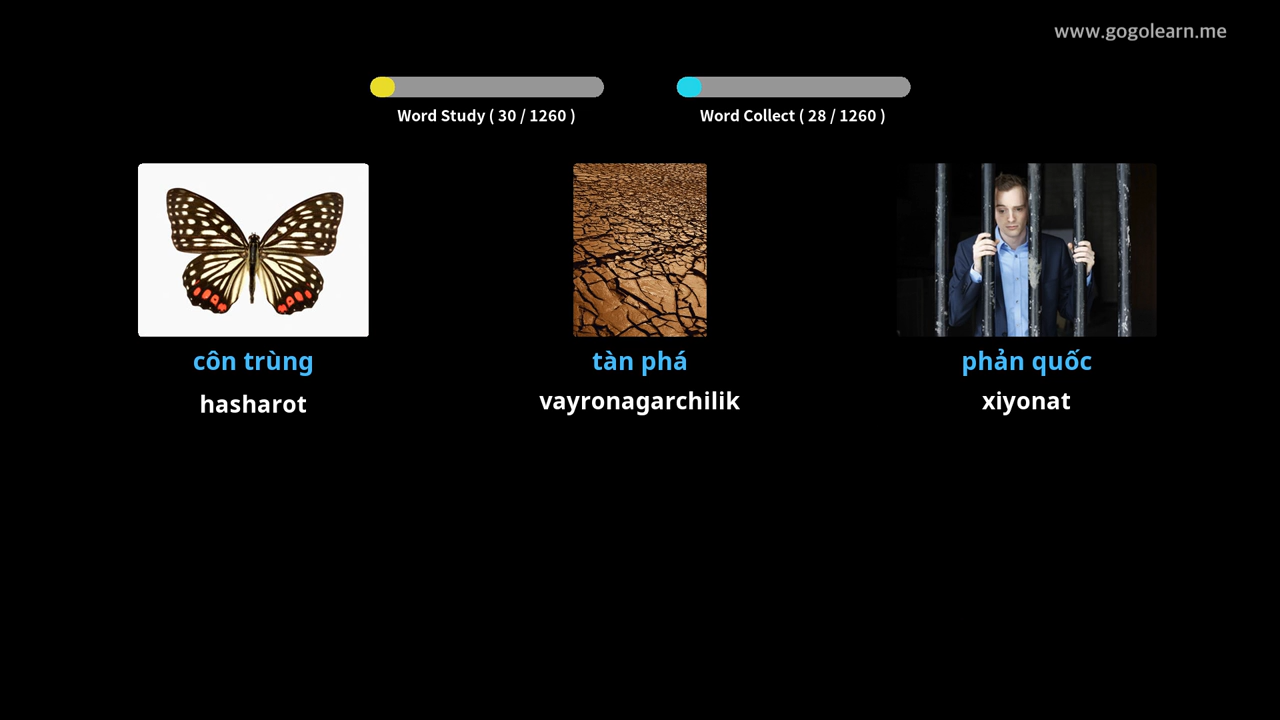 www.gogolearn.me
Word Study ( 30 / 1260 )
Word Collect ( 28 / 1260 )
côn trùng
tàn phá
phản quốc
hasharot
vayronagarchilik
xiyonat